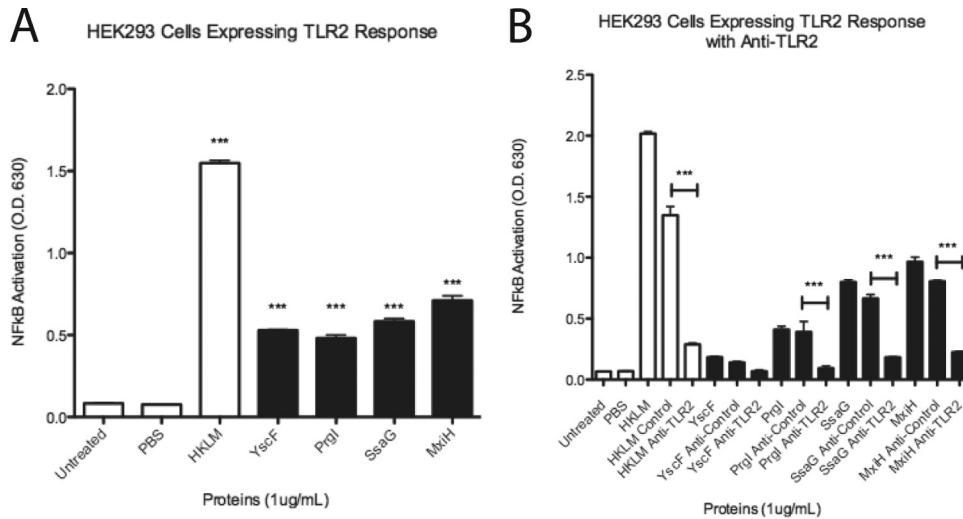 A
HEK293 Cells Expressing TLR2 Response
NFkB Activation (O.D. 630)
2.0
1.5
1.0
0.5
0.0
***
***
***
***
***
Untreated
PBS
HKLM
YscF
PrgI
SsaG
MxiH
Proteins (1ug/mL)
B
HEK293 Cells Expressing TLR2 Response
with Anti-TLR2
NFkB Activation (O.D. 630)
2.5
2.0
1.5
1.0
0.5
0.0
***
***
***
***
Untreated
PBS
HKLM
HKLM Control
HKLM Anti-TLR2
YscF
YscF Anti-Control
YscF Anti-TLR2
PrgI
PrgI Anti-Control
PrgI Anti-TLR2
SsaG
SsaG Anti-Control
SsaG Anti-TLR2
MxiH
MxiH Anti-Control
MxiH Anti-TLR2
Proteins (1ug/mL)